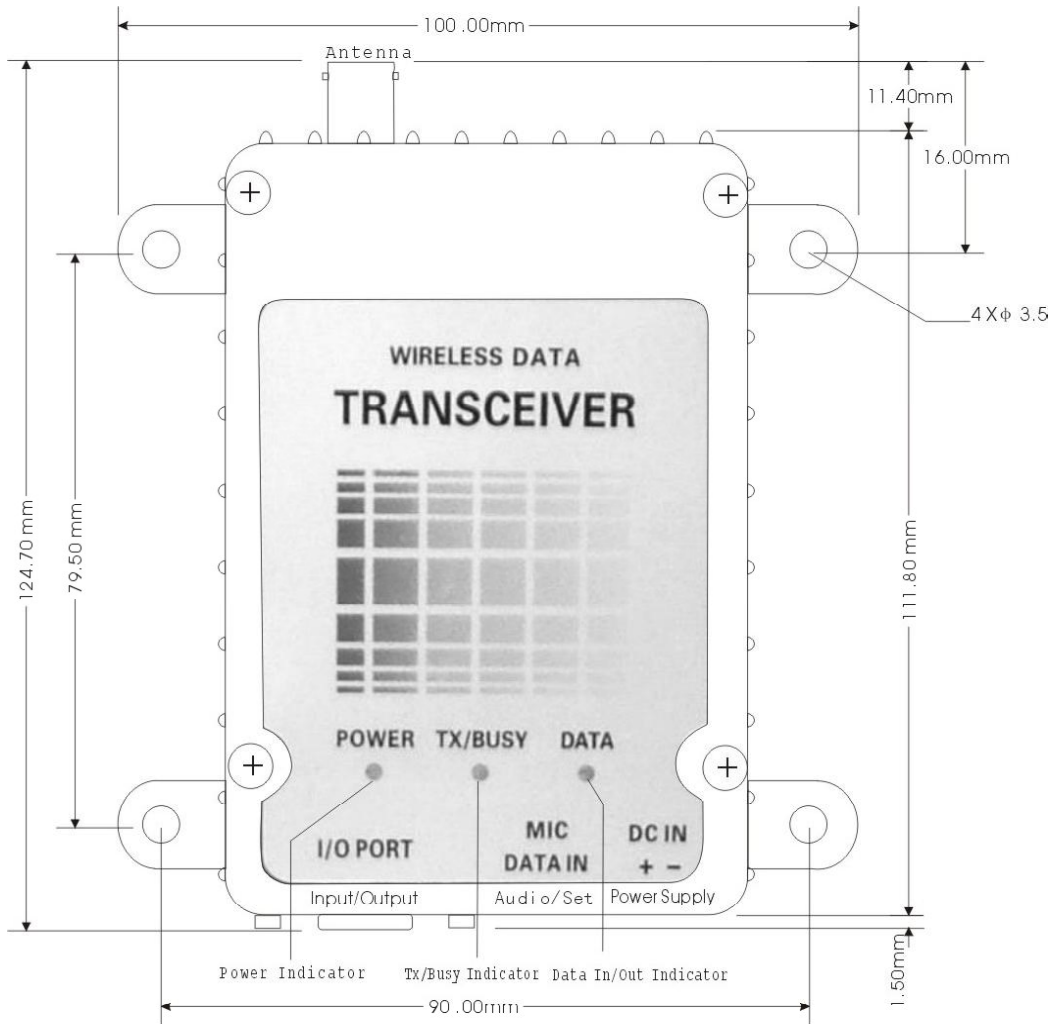 100.00mm
Antenna
11.40mm
16.00mm
4Xφ 3.5
WIRELESS DATA
TRANSCEIVER
124.70mm
79.50mm
111.80mm
POWER TX/BUSY DATA
I/O PORT
MIC
DATA IN
DC IN
+ −
Input/Output
Audio/Set
Power Supply
Power Indicator
Tx/Busy Indicator
Data In/Out Indicator
1.50mm
90.00mm